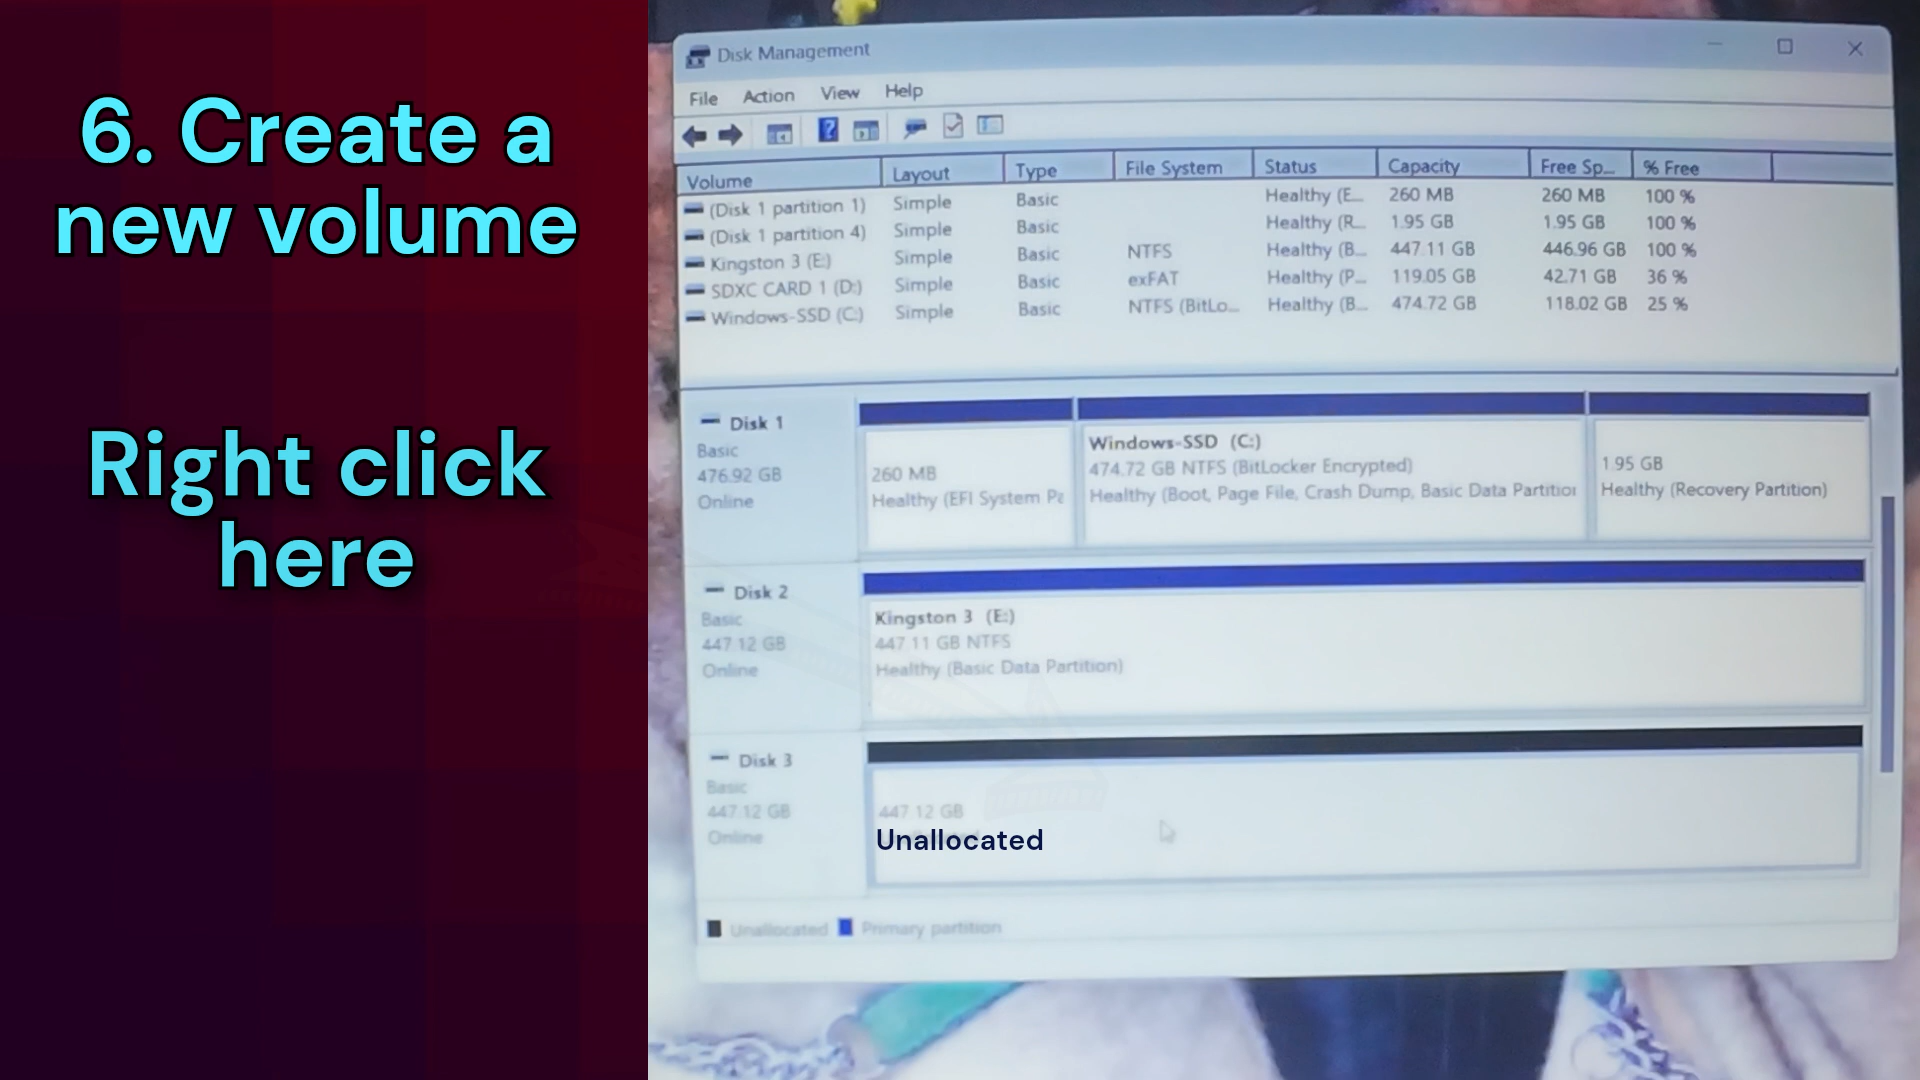 6. Create a
new volume
Right click
here
Disk Management
File Action View Help
Volume Layout Type File System Status Capacity Free Sp... % Free
(Disk 1 partition 1) Simple Basic Healthy (E... 260 MB 260 MB 100 %
(Disk 1 partition 4) Simple Basic Healthy (R... 1.95 GB 1.95 GB 100 %
Kingston 3 (E:) Simple Basic NTFS Healthy (B... 447.11 GB 446.96 GB 100 %
SDXC CARD 1 (D:) Simple Basic exFAT Healthy (P... 119.05 GB 42.71 GB 36 %
Windows-SSD (C:) Simple Basic NTFS (BitLo... Healthy (B... 474.72 GB 118.02 GB 25 %
Disk 1
Basic
476.92 GB
Online
260 MB
Healthy (EFI System Pa
Windows-SSD (C:)
474.72 GB NTFS (BitLocker Encrypted)
Healthy (Boot, Page File, Crash Dump, Basic Data Partition
1.95 GB
Healthy (Recovery Partition)
Disk 2
Basic
447.12 GB
Online
Kingston 3 (E:)
447.11 GB NTFS
Healthy (Basic Data Partition)
Disk 3
Basic
447.12 GB
Online
447.12 GB
Unallocated
Unallocated Primary partition